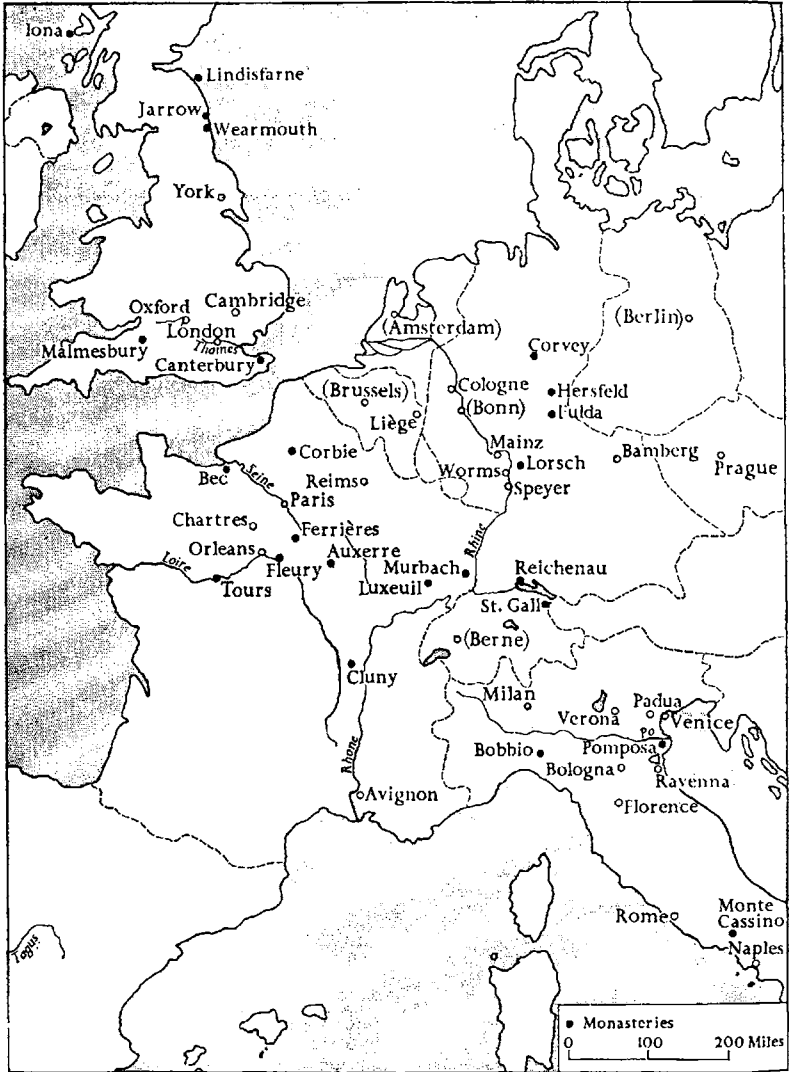 Iona
Lindisfarne
Jarrow
Wearmouth
York
Oxford
Cambridge
London
Thames
Malmesbury
Canterbury
(Amsterdam)
(Berlin)
Corvey
(Brussels)
Cologne
Hersfeld
(Bonn)
Fulda
Liège
Corbie
Mainz
Bamberg
Bec
Seine
Reims
Worms
Lorsch
Prague
Paris
Speyer
Chartres
Ferrières
Rhine
Orleans
Auxerre
Loire
Fleury
Murbach
Reichenau
Tours
Luxeuil
St. Gall
(Berne)
Cluny
Milan
Padua
Verona
Venice
Po
Rhone
Bobbio
Pomposa
Bologna
Ravenna
Avignon
Florence
Rome
Monte
Cassino
Tagus
Naples
Monasteries
0 100 200 Miles